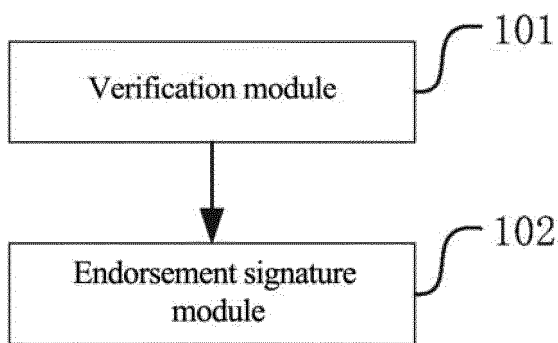 101
Verification module
102
Endorsement signature
module